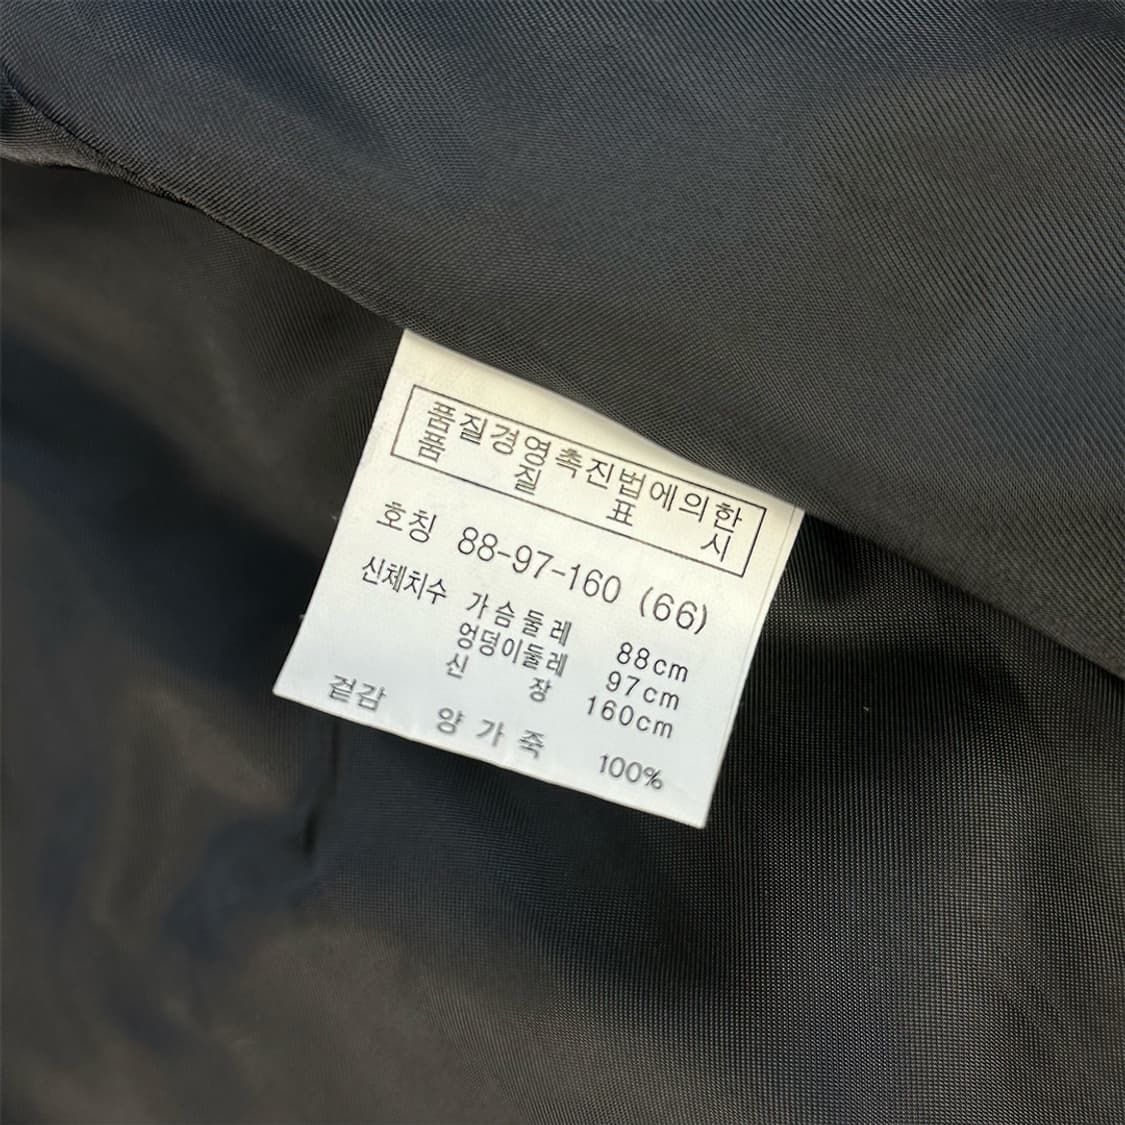 품질경영촉진법에의한
품 질 표 시
호칭 88-97-160 (66)
신체치수 가슴둘레 88cm
엉덩이둘레 97cm
신 장 160cm
겉감 양가죽 100%